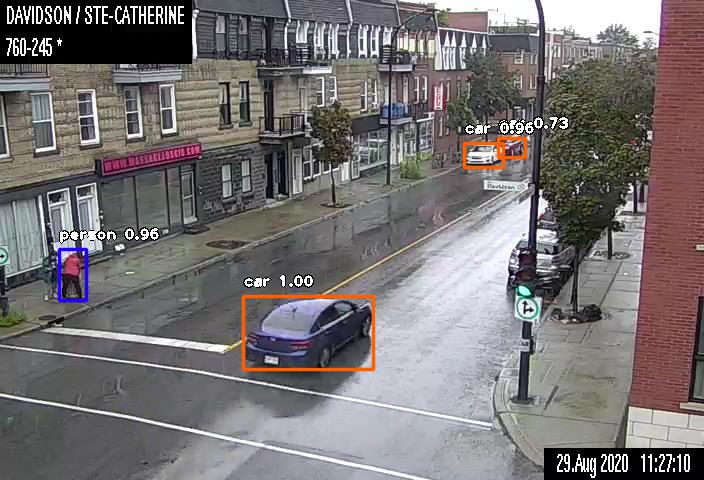 DAVIDSON / STE-CATHERINE
760-245 *
car 0.96
0.73
person 0.96
Davidson
car 1.00
29.Aug 2020 11:27:10